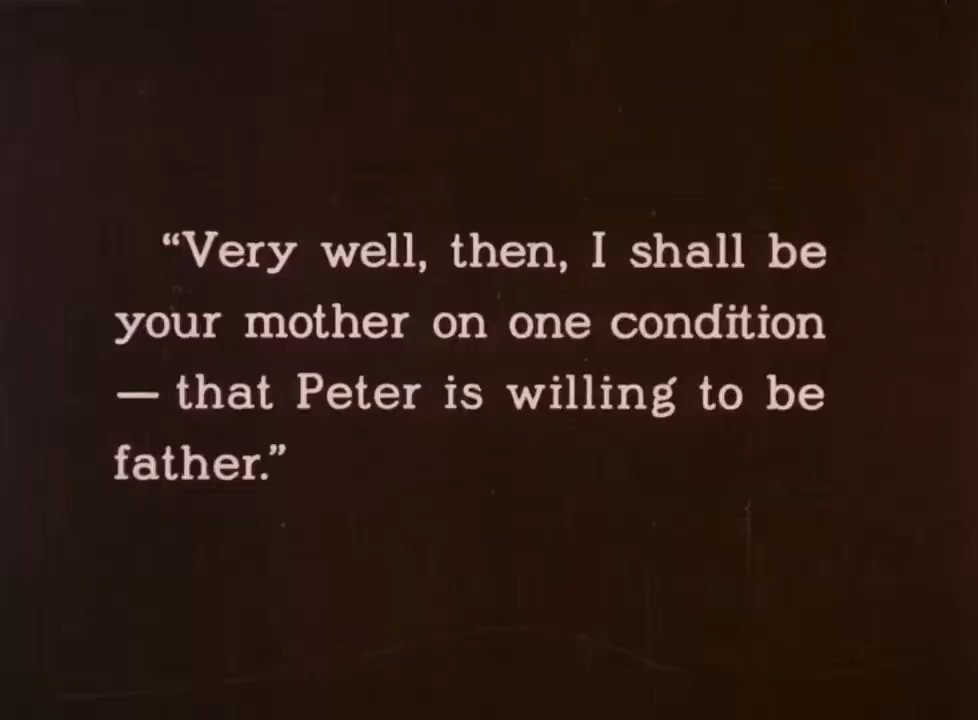 “Very well, then, I shall be
your mother on one condition
— that Peter is willing to be
father.”